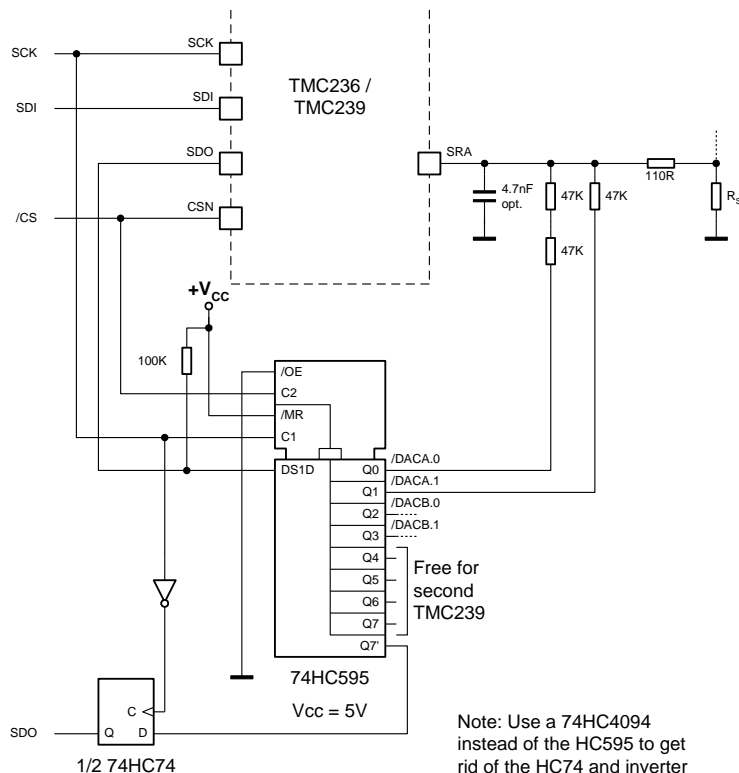 SCK
SCK
TMC236 /
TMC239
SDI
SDI
SDO
SRA
110R
4.7nF
opt.
47K
47K
R
/CS
CSN
47K
+VCC
100K
/OE
C2
/MR
C1
DS1D
Q0
/DACA.0
Q1
/DACA.1
Q2
/DACB.0
Q3
/DACB.1
Q4
Q5
Q6
Q7
Free for
second
TMC239
Q7'
74HC595
Vcc = 5V
C
SDO
Q
D
1/2 74HC74
Note: Use a 74HC4094
instead of the HC595 to get
rid of the HC74 and inverter